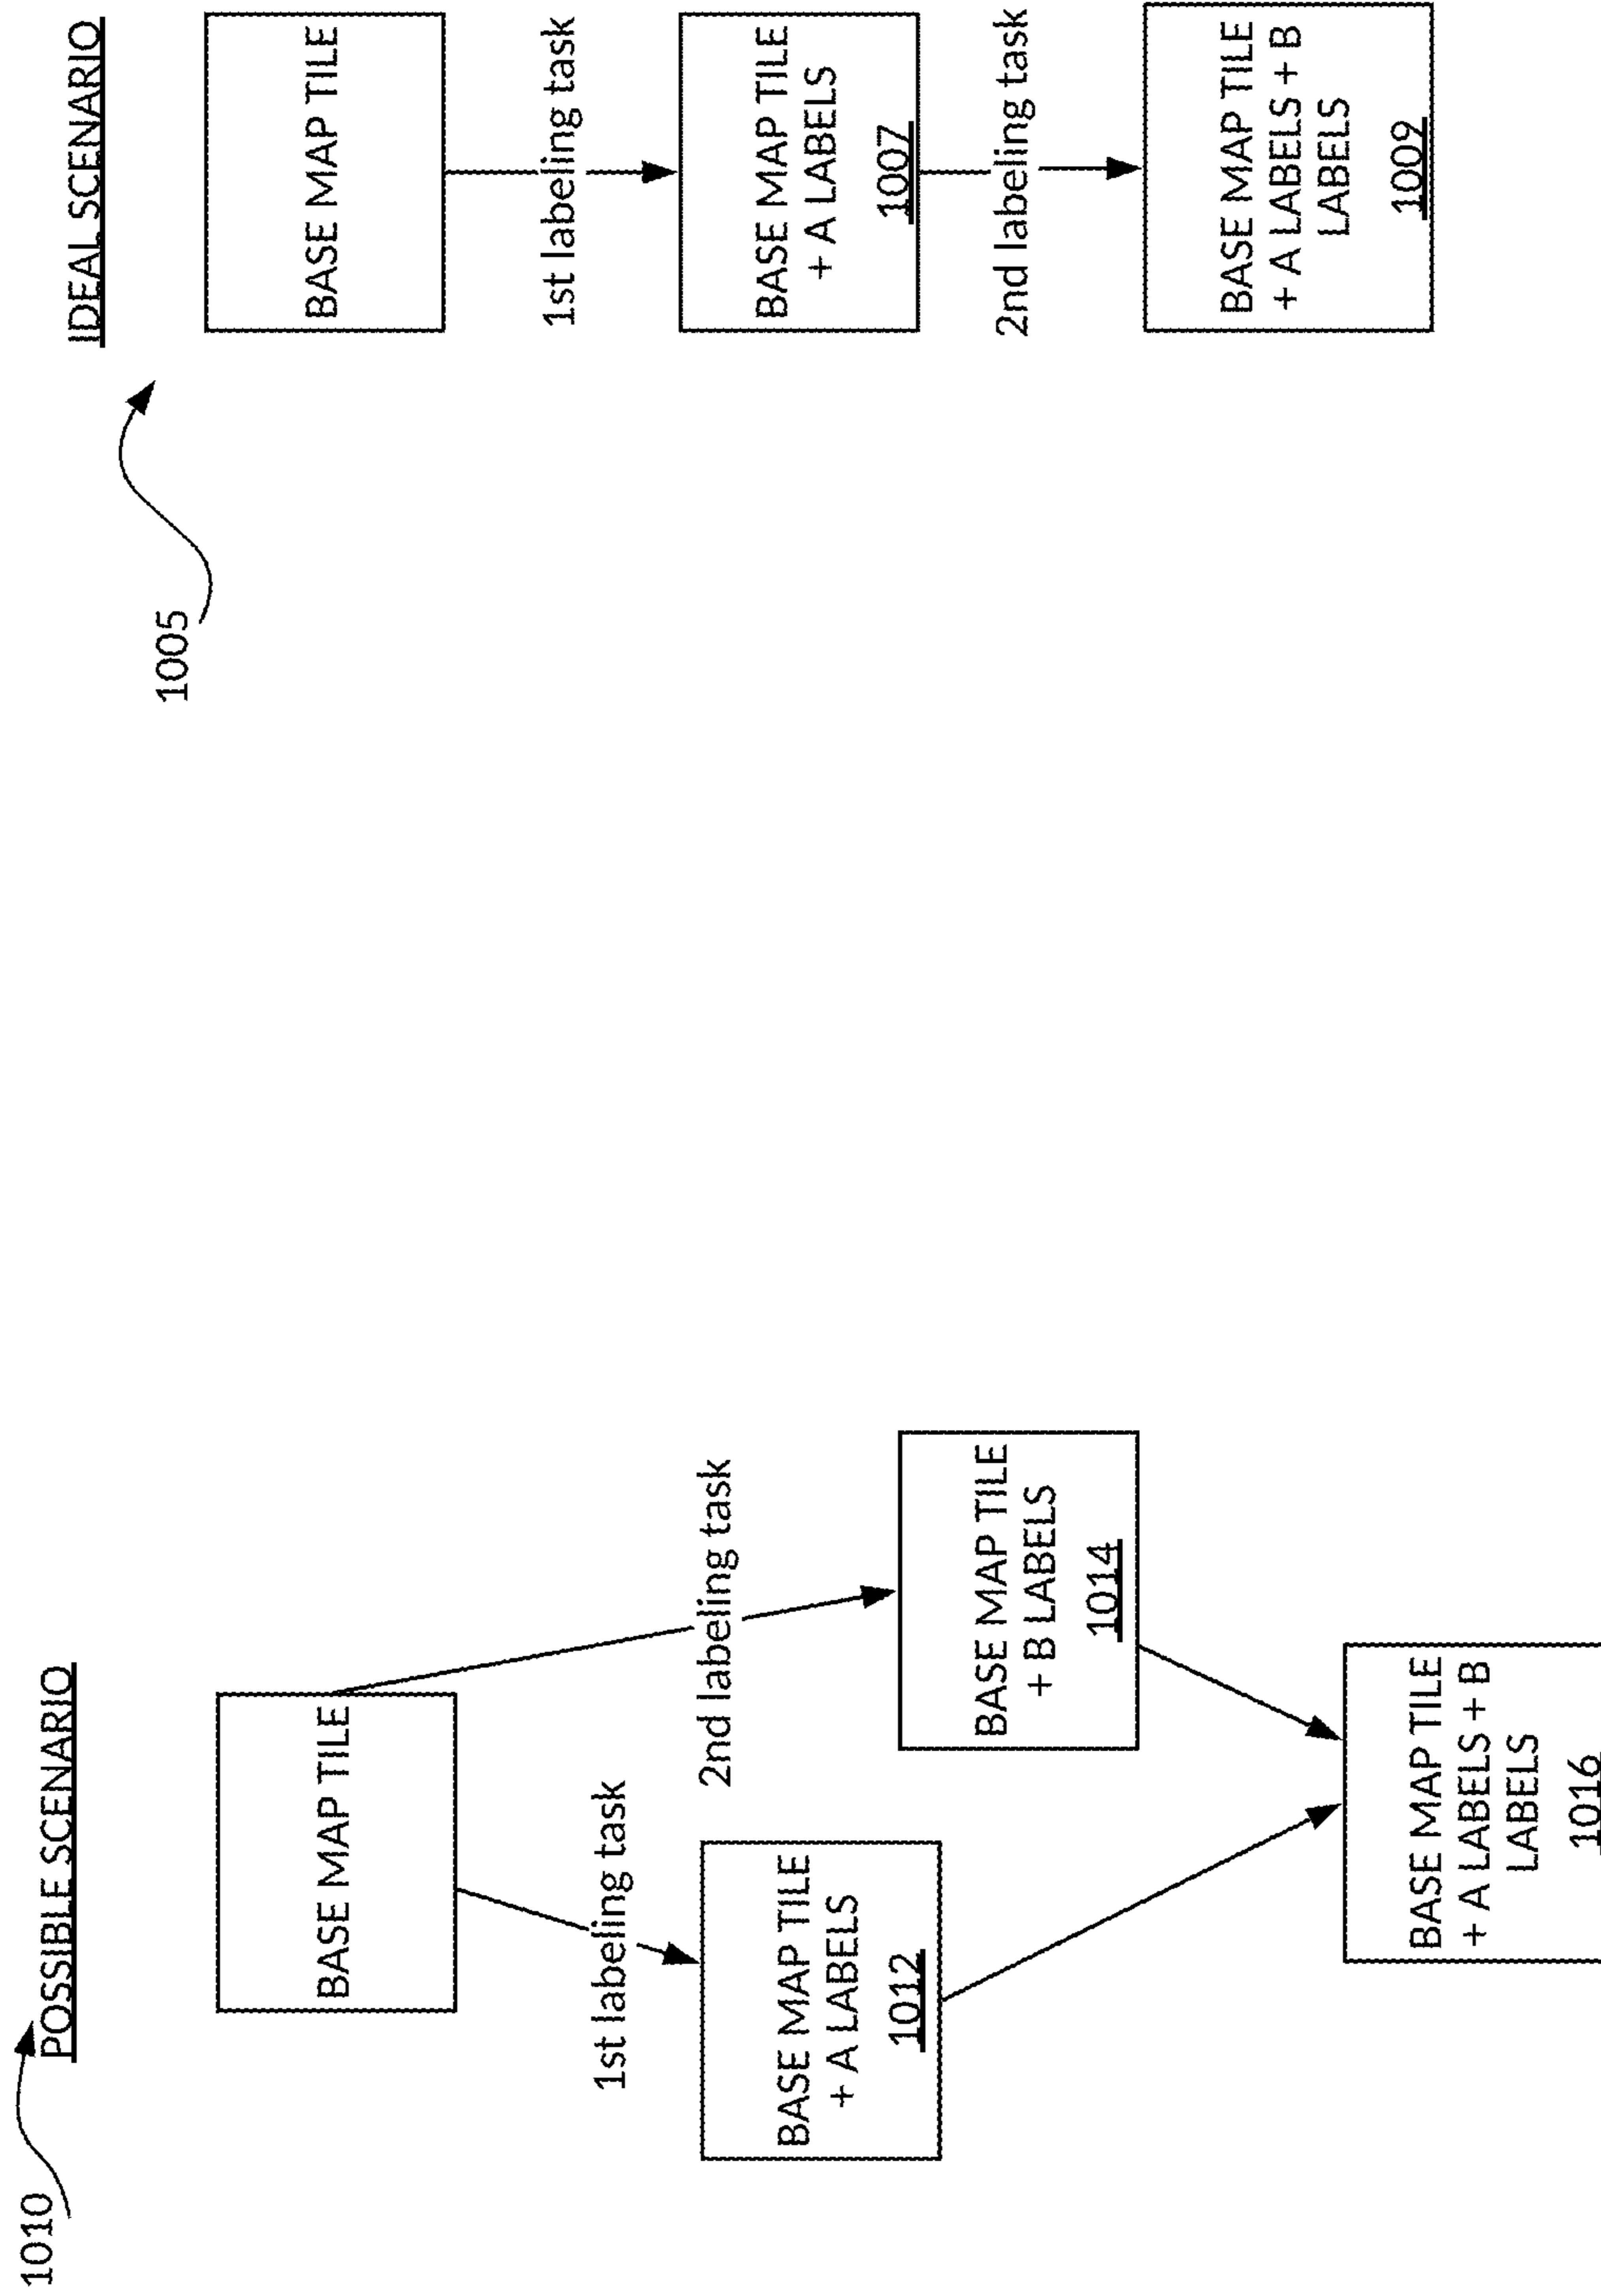 1010
POSSIBLE SCENARIO
BASE MAP TILE
1st labeling task
2nd labeling task
BASE MAP TILE
+ A LABELS
1012
BASE MAP TILE
+ B LABELS
1014
BASE MAP TILE
+ A LABELS + B
LABELS
1016
1005
IDEAL SCENARIO
BASE MAP TILE
1st labeling task
BASE MAP TILE
+ A LABELS
1007
2nd labeling task
BASE MAP TILE
+ A LABELS + B
LABELS
1009